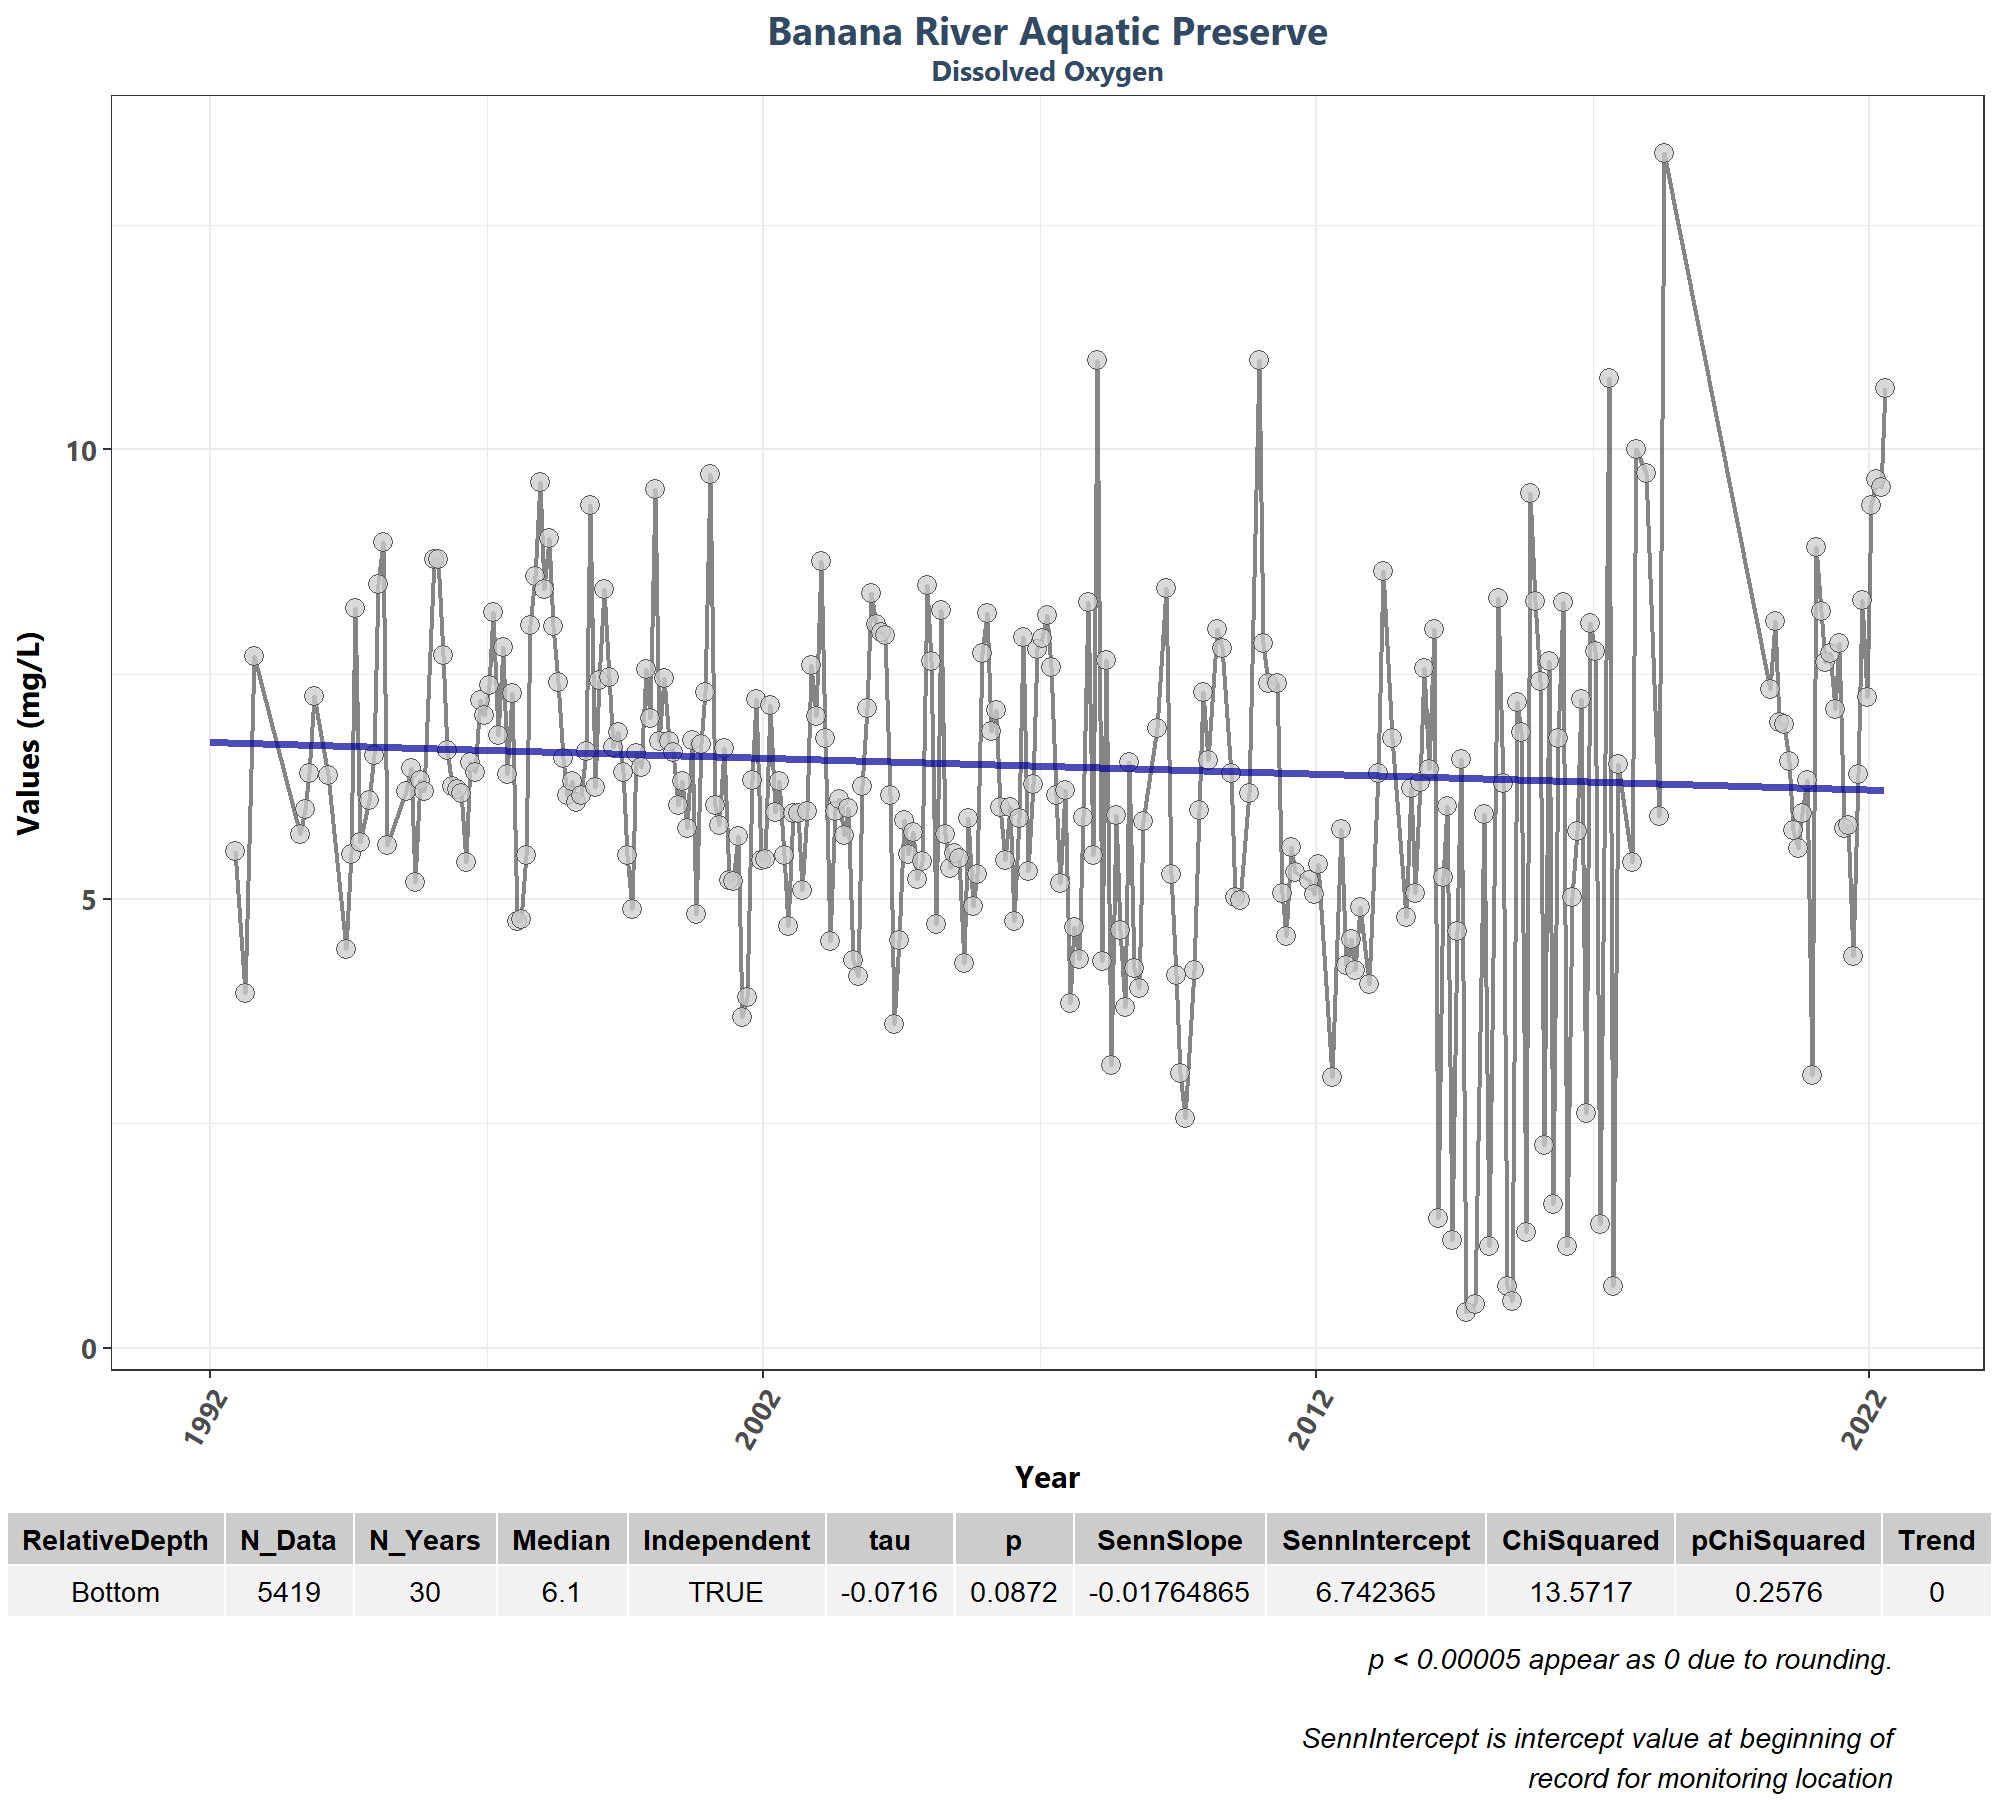 Banana River Aquatic Preserve
Dissolved Oxygen
Values (mg/L)
10
5
0
1992
2002
2012
2022
Year
RelativeDepth N_Data N_Years Median Independent tau p SennSlope SennIntercept ChiSquared pChiSquared Trend
Bottom 5419 30 6.1 TRUE -0.0716 0.0872 -0.01764865 6.742365 13.5717 0.2576 0
p < 0.00005 appear as 0 due to rounding.
SennIntercept is intercept value at beginning of
record for monitoring location